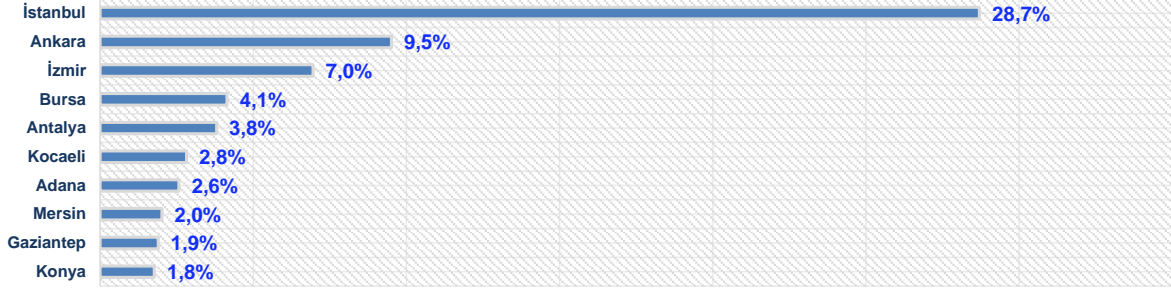 İstanbul 28,7%
Ankara 9,5%
İzmir 7,0%
Bursa 4,1%
Antalya 3,8%
Kocaeli 2,8%
Adana 2,6%
Mersin 2,0%
Gaziantep 1,9%
Konya 1,8%